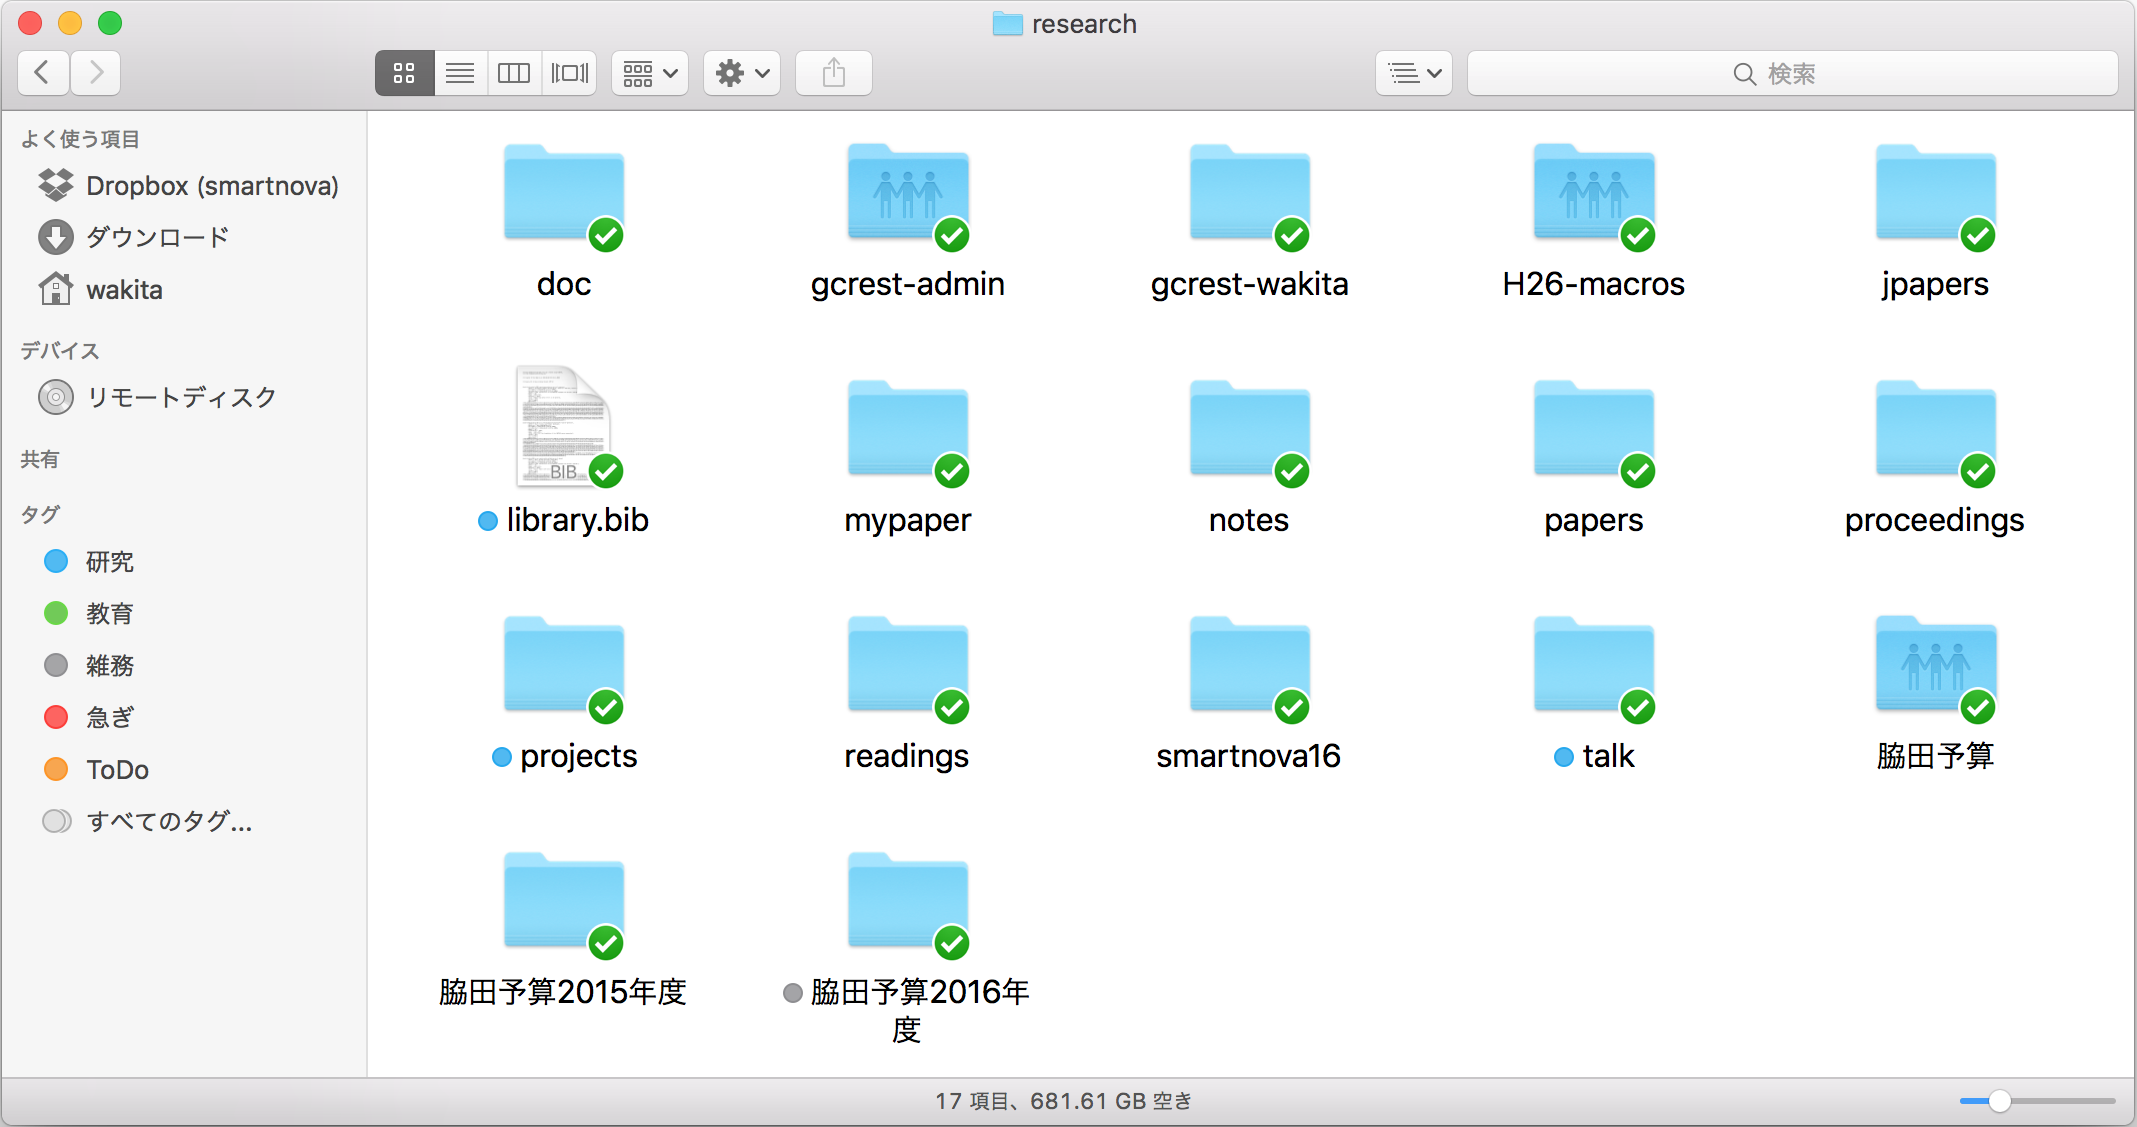 research
検索
よく使う項目
Dropbox (smartnova)
ダウンロード
wakita
デバイス
リモートディスク
共有
タグ
研究
教育
雑務
急ぎ
ToDo
すべてのタグ...
doc
gcrest-admin
gcrest-wakita
H26-macros
jpapers
BIB
library.bib
mypaper
notes
papers
proceedings
projects
readings
smartnova16
talk
脇田予算
脇田予算2015年度
脇田予算2016年
度
17 項目、681.61 GB 空き